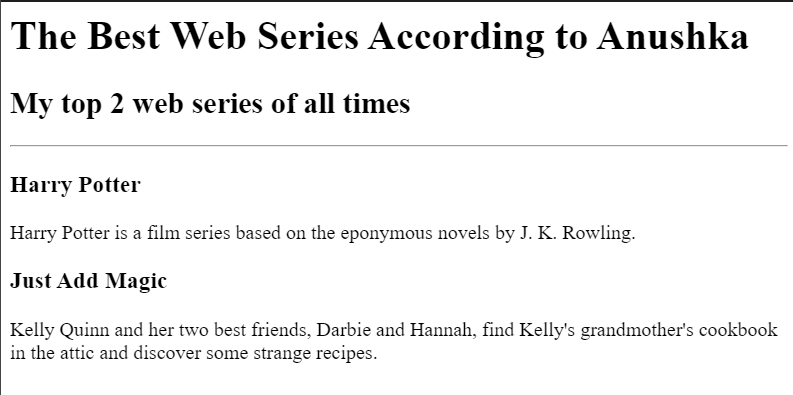 The Best Web Series According to Anushka
My top 2 web series of all times
Harry Potter
Harry Potter is a film series based on the eponymous novels by J. K. Rowling.
Just Add Magic
Kelly Quinn and her two best friends, Darbie and Hannah, find Kelly's grandmother's cookbook
in the attic and discover some strange recipes.